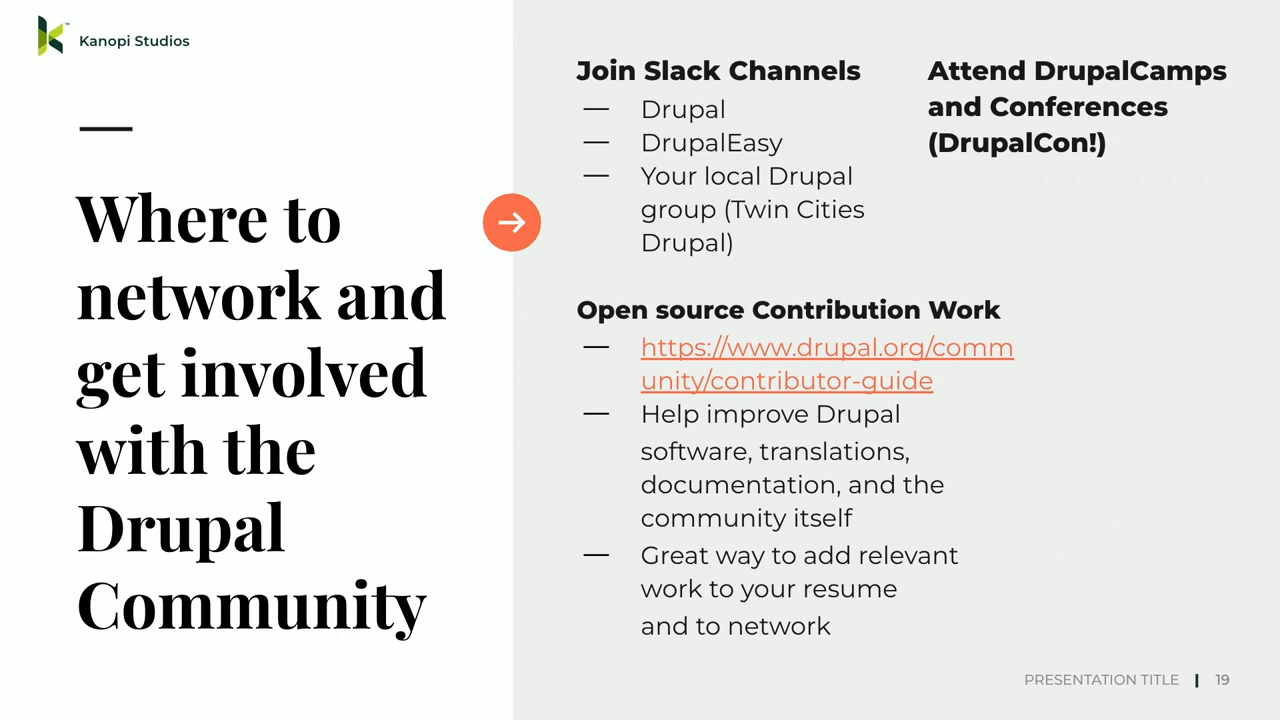 Kanopi Studios
Where to
network and
get involved
with the
Drupal
Community
Join Slack Channels
— Drupal
— DrupalEasy
— Your local Drupal
group (Twin Cities
Drupal)
Attend DrupalCamps
and Conferences
(DrupalCon!)
Open source Contribution Work
— https://www.drupal.org/comm
unity/contributor-guide
— Help improve Drupal
software, translations,
documentation, and the
community itself
— Great way to add relevant
work to your resume
and to network
PRESENTATION TITLE | 19